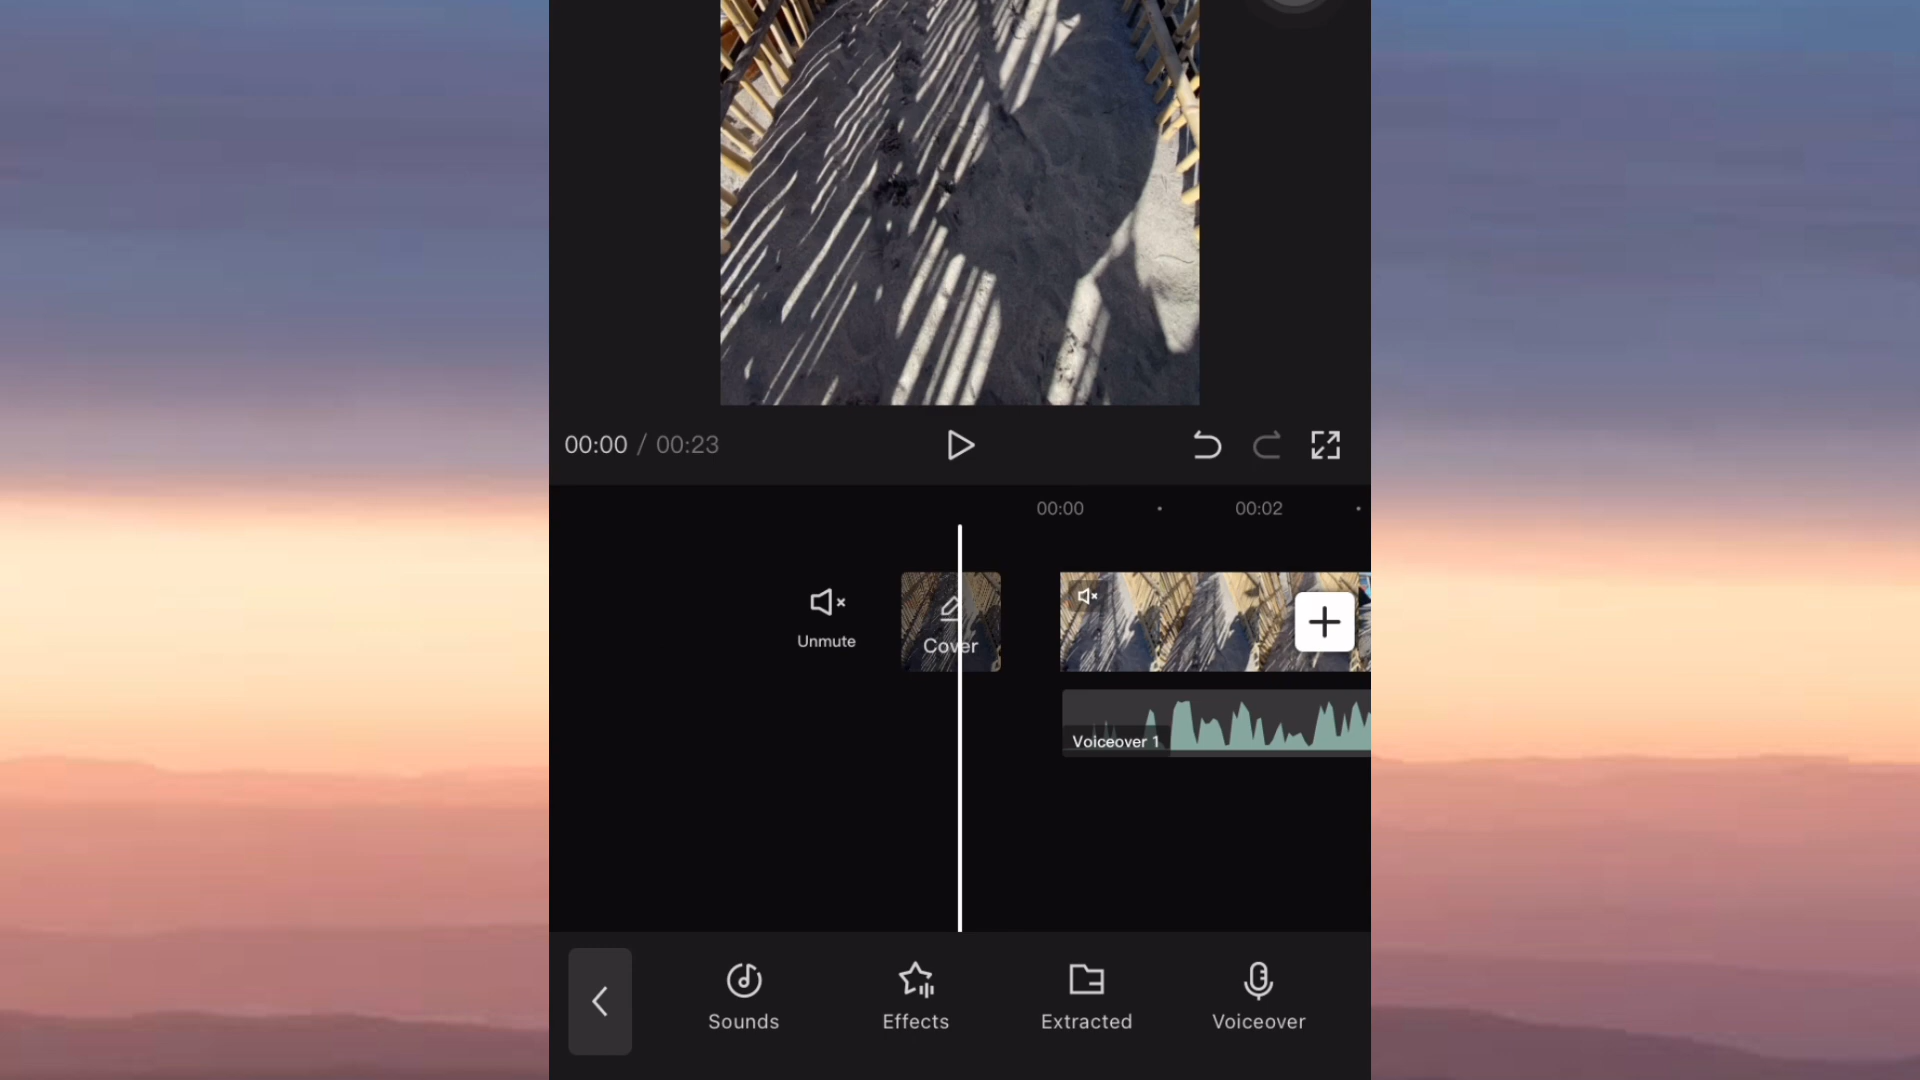 00:00 / 00:23
00:00 00:02
Unmute
Cover
Voiceover 1
Sounds Effects Extracted Voiceover